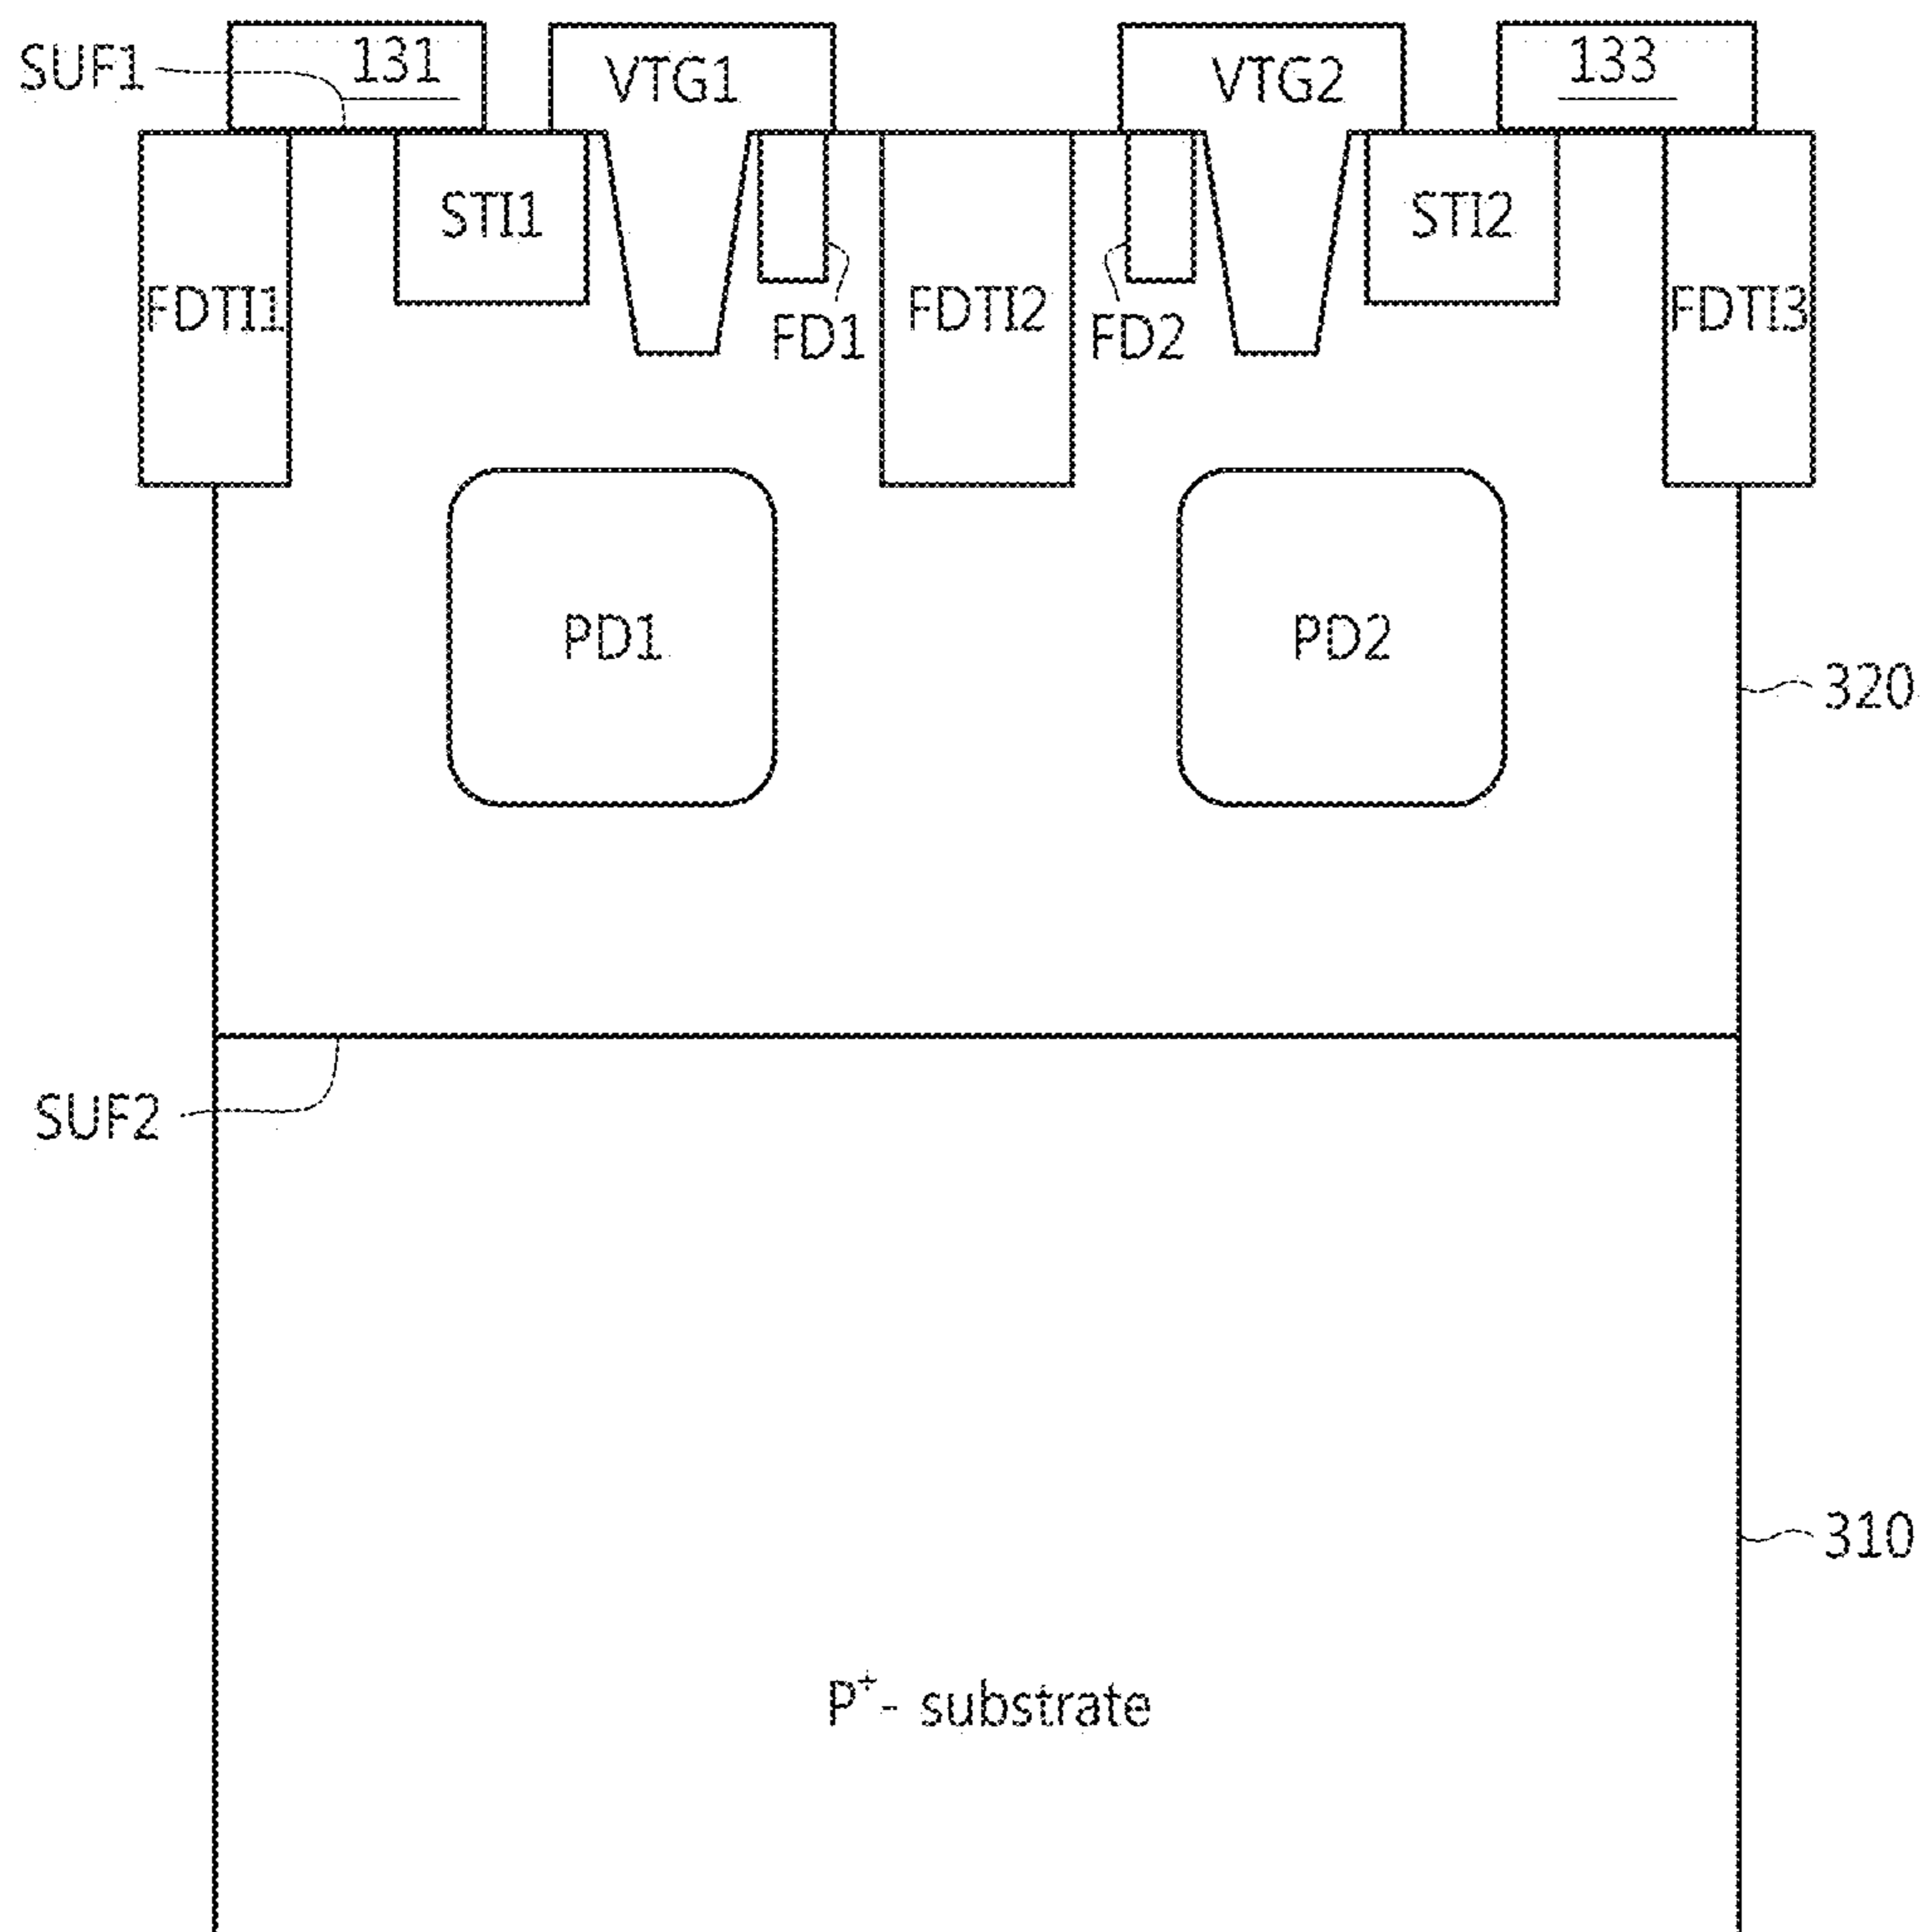 SUF1
131
VTG1
VTG2
133
STI1
STI2
FDTI1
FD1
FDTI2
FD2
FDTI3
PD1
PD2
320
SUF2
310
P⁺- substrate